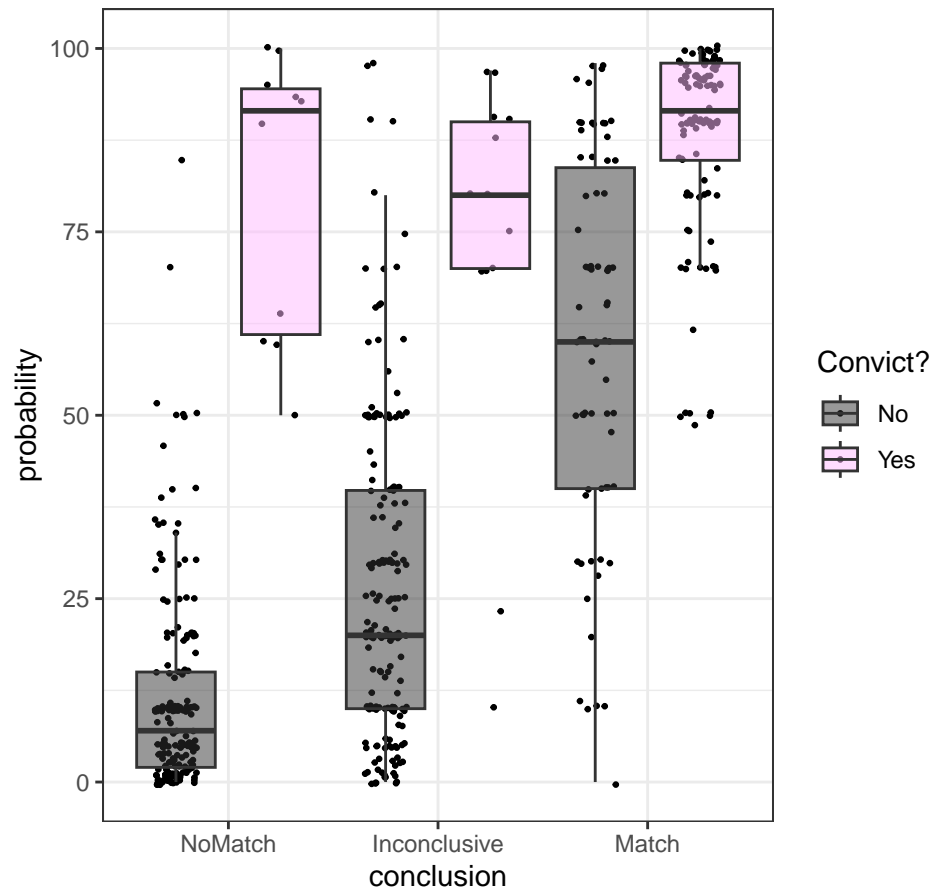 100
75
50
25
0
probability
NoMatch
Inconclusive
Match
conclusion
Convict?
No
Yes